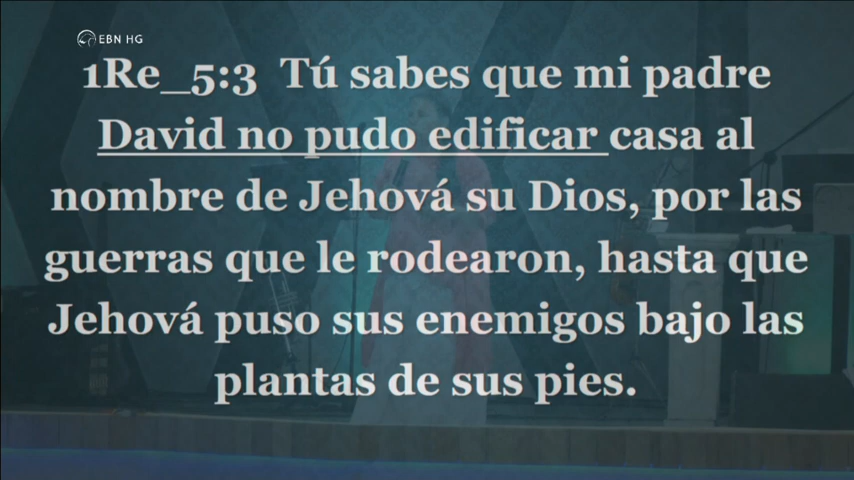 EBN HG
1Re_5:3 Tú sabes que mi padre
David no pudo edificar casa al
nombre de Jehová su Dios, por las
guerras que le rodearon, hasta que
Jehová puso sus enemigos bajo las
plantas de sus pies.